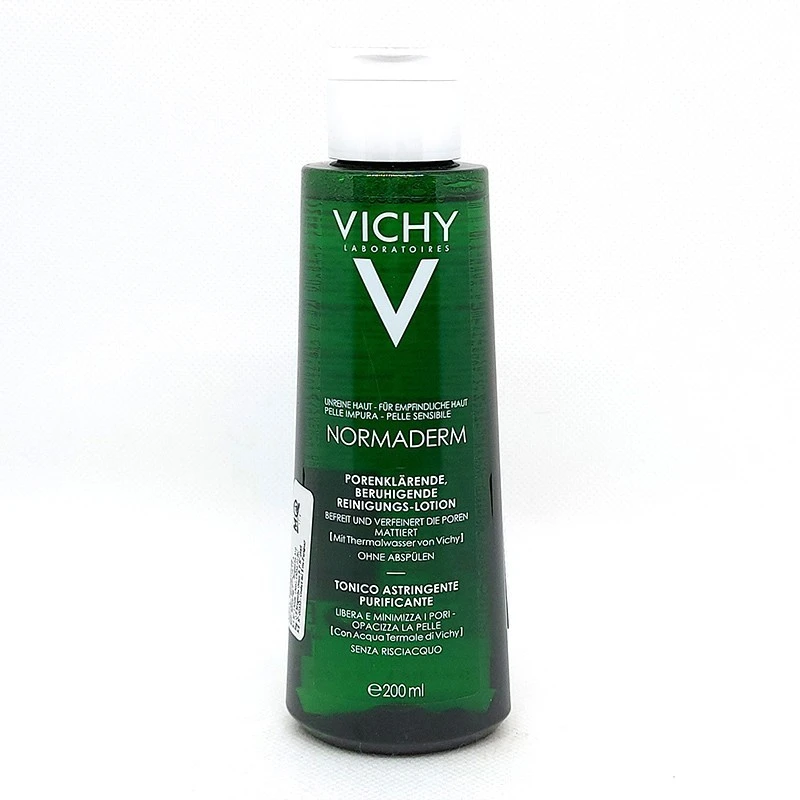 VICHY
LABORATOIRES
V
UNREINE HAUT - FÜR EMPFINDLICHE HAUT
PELLE IMPURA - PELLE SENSIBILE
NORMADERM
PORENKLÄRENDE,
BERUHIGENDE
REINIGUNGS-LOTION
BEFREIT UND VERFEINERT DIE POREN
MATTIERT
[Mit Thermalwasser von Vichy]
OHNE ABSPÜLEN
TONICO ASTRINGENTE
PURIFICANTE
LIBERA E MINIMIZZA I PORI -
OPACIZZA LA PELLE
[Con Acqua Termale di Vichy]
SENZA RISCIACQUO
℮200 ml